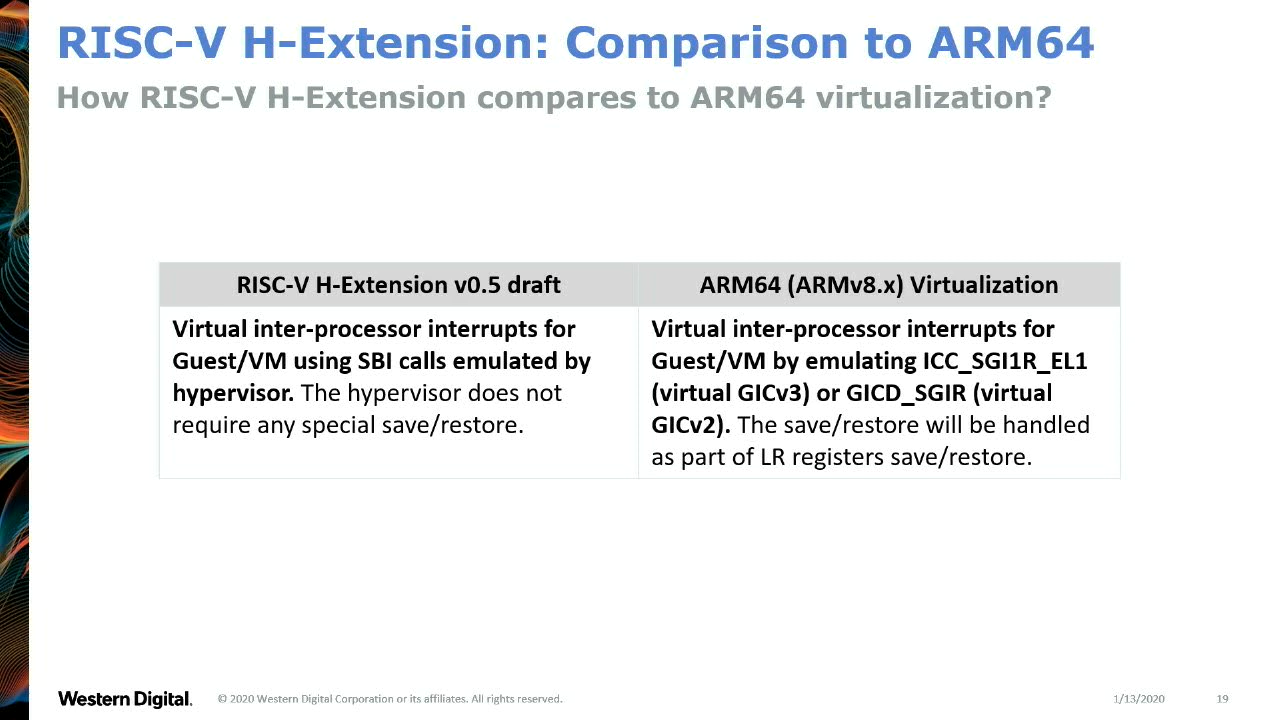 RISC-V H-Extension: Comparison to ARM64
How RISC-V H-Extension compares to ARM64 virtualization?
RISC-V H-Extension v0.5 draft
ARM64 (ARMv8.x) Virtualization
Virtual inter-processor interrupts for
Guest/VM using SBI calls emulated by
hypervisor. The hypervisor does not
require any special save/restore.
Virtual inter-processor interrupts for
Guest/VM by emulating ICC_SGI1R_EL1
(virtual GICv3) or GICD_SGIR (virtual
GICv2). The save/restore will be handled
as part of LR registers save/restore.
Western Digital.
© 2020 Western Digital Corporation or its affiliates. All rights reserved.
1/13/2020
19